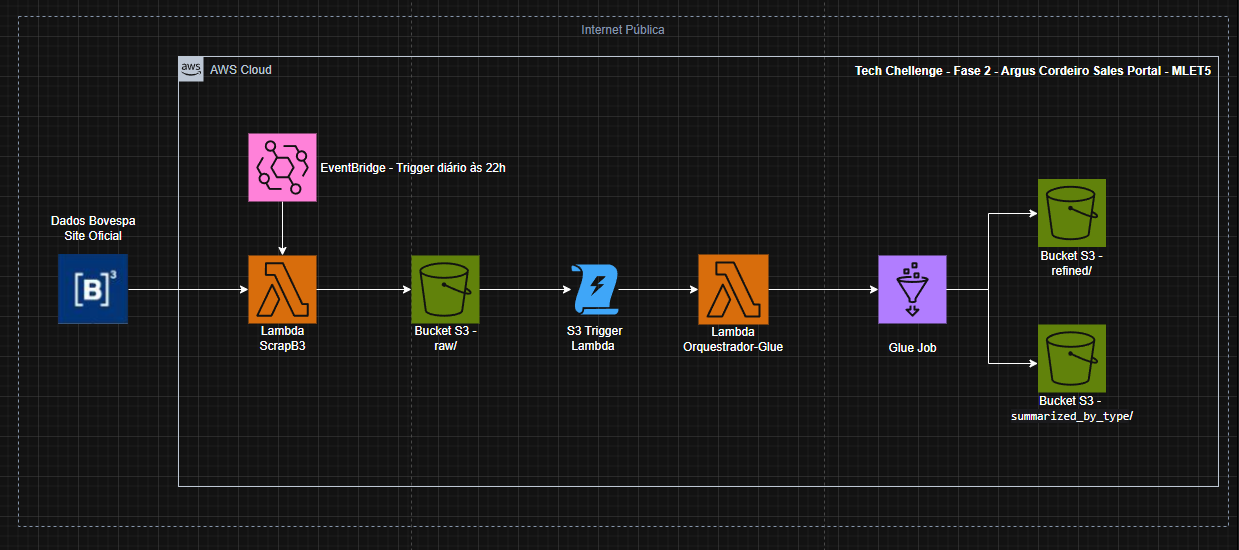 Internet Pública
aws
AWS Cloud
Tech Chellenge - Fase 2 - Argus Cordeiro Sales Portal - MLET5
EventBridge - Trigger diário às 22h
Dados Bovespa
Site Oficial
[B]³
Lambda
ScrapB3
Bucket S3 -
raw/
S3 Trigger
Lambda
Lambda
Orquestrador-Glue
Glue Job
Bucket S3 -
refined/
Bucket S3 -
summarized_by_type/